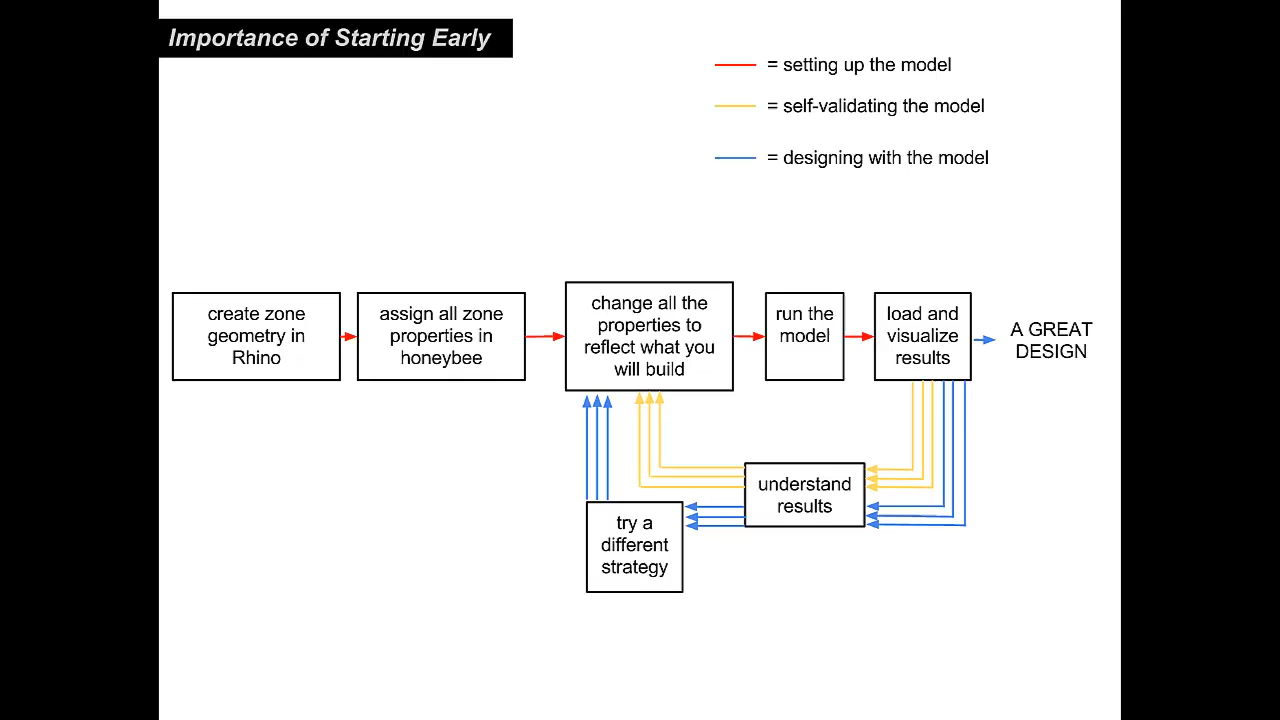 Importance of Starting Early
= setting up the model
= self-validating the model
= designing with the model
create zone
geometry in
Rhino
assign all zone
properties in
honeybee
change all the
properties to
reflect what you
will build
run the
model
load and
visualize
results
A GREAT
DESIGN
understand
results
try a
different
strategy